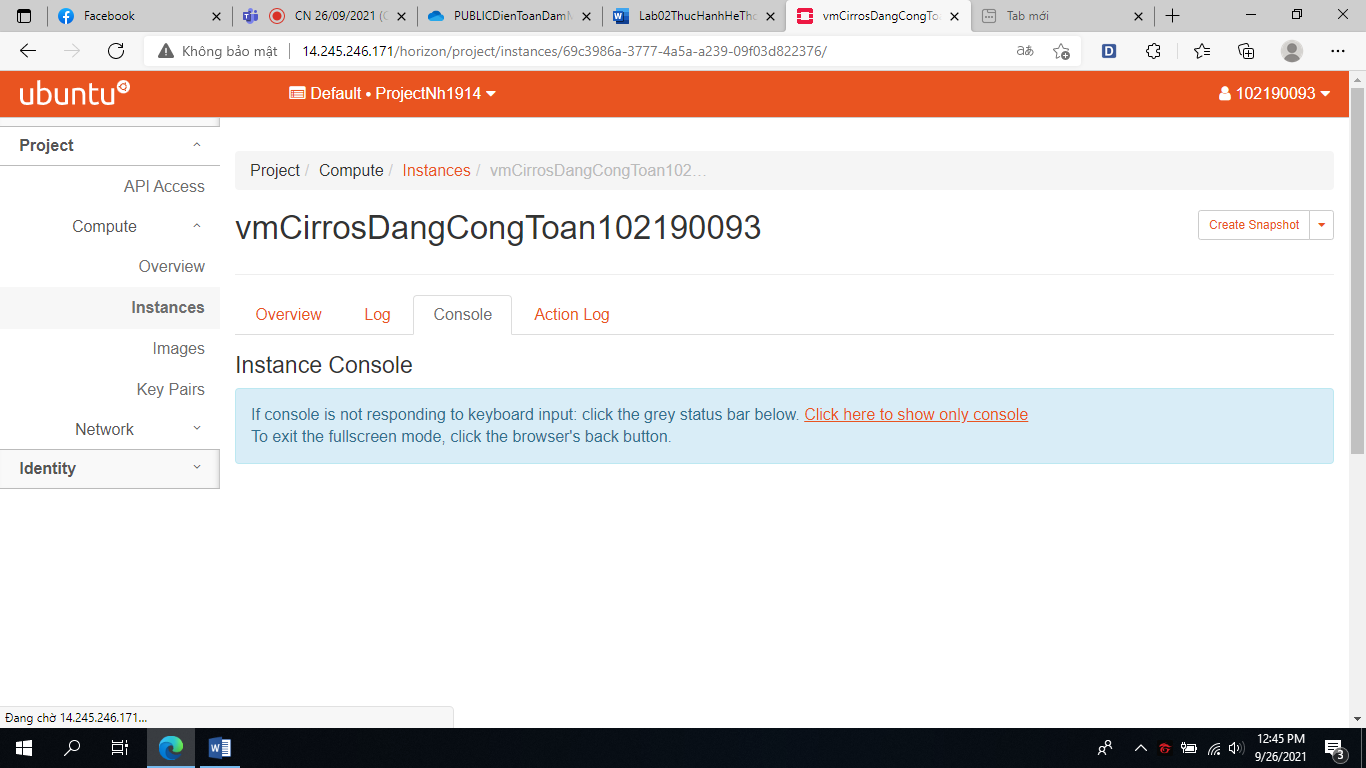 Facebook
CN 26/09/2021 (
PUBLICDienToanDam
Lab02ThucHanhHeTh
vmCirrosDangCongTo
Tab mới
Không bảo mật
14.245.246.171/horizon/project/instances/69c3986a-3777-4a5a-a239-09f03d822376/
aあ
D
ubuntu
Default • ProjectNh1914
102190093
Project
API Access
Compute
Overview
Instances
Images
Key Pairs
Network
Identity
Project / Compute / Instances / vmCirrosDangCongToan102...
vmCirrosDangCongToan102190093
Create Snapshot
Overview
Log
Console
Action Log
Instance Console
If console is not responding to keyboard input: click the grey status bar below. Click here to show only console
To exit the fullscreen mode, click the browser's back button.
Đang chờ 14.245.246.171...
12:45 PM
9/26/2021
3